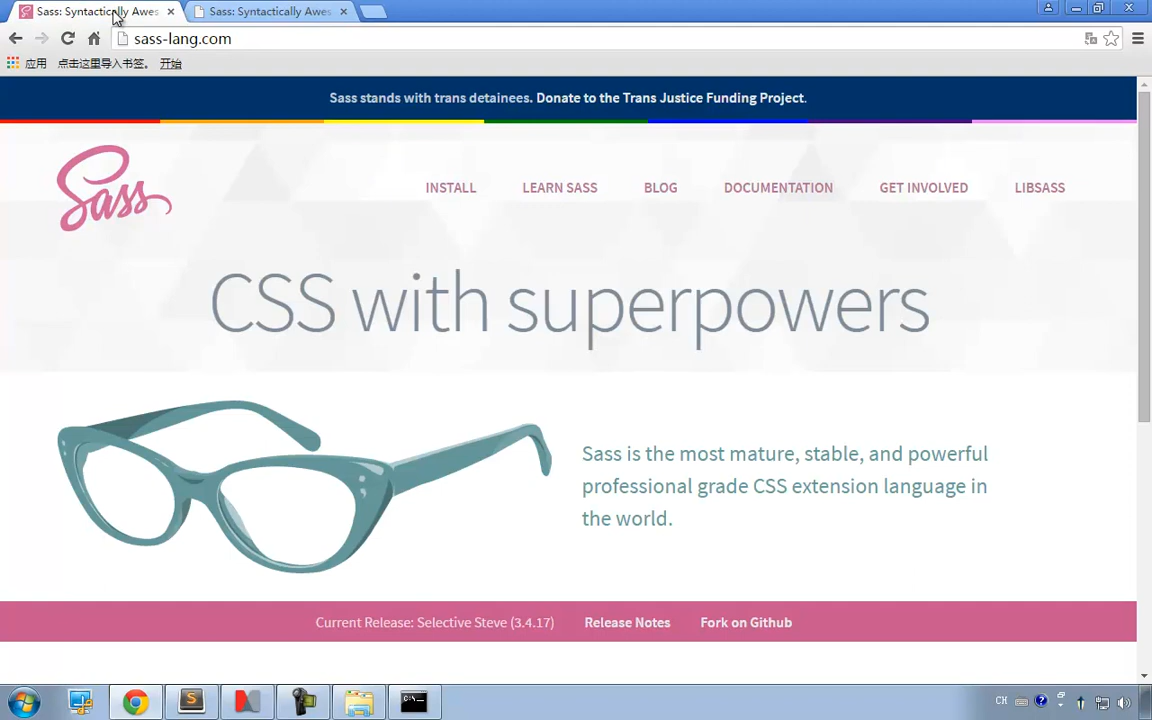 Sass: Syntactically Awes
Sass: Syntactically Awes
sass-lang.com
应用 点击这里导入书签。 开始
Sass stands with trans detainees. Donate to the Trans Justice Funding Project.
Sass
INSTALL LEARN SASS BLOG DOCUMENTATION GET INVOLVED LIBSASS
CSS with superpowers
Sass is the most mature, stable, and powerful
professional grade CSS extension language in
the world.
Current Release: Selective Steve (3.4.17) Release Notes Fork on Github
CH